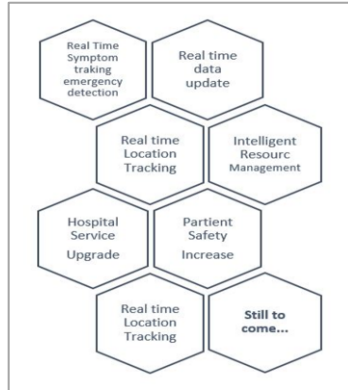 Real Time
Symptom
traking
emergency
detection
Real time
data
update
Real time
Location
Tracking
Intelligent
Resourc
Management
Hospital
Service
Upgrade
Partient
Safety
Increase
Real time
Location
Tracking
Still to
come...